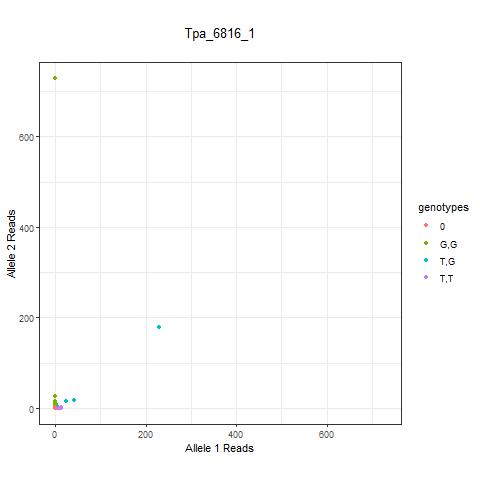 Tpa_6816_1
Allele 2 Reads
600
400
200
0
0
200
400
600
Allele 1 Reads
genotypes
0
G,G
T,G
T,T